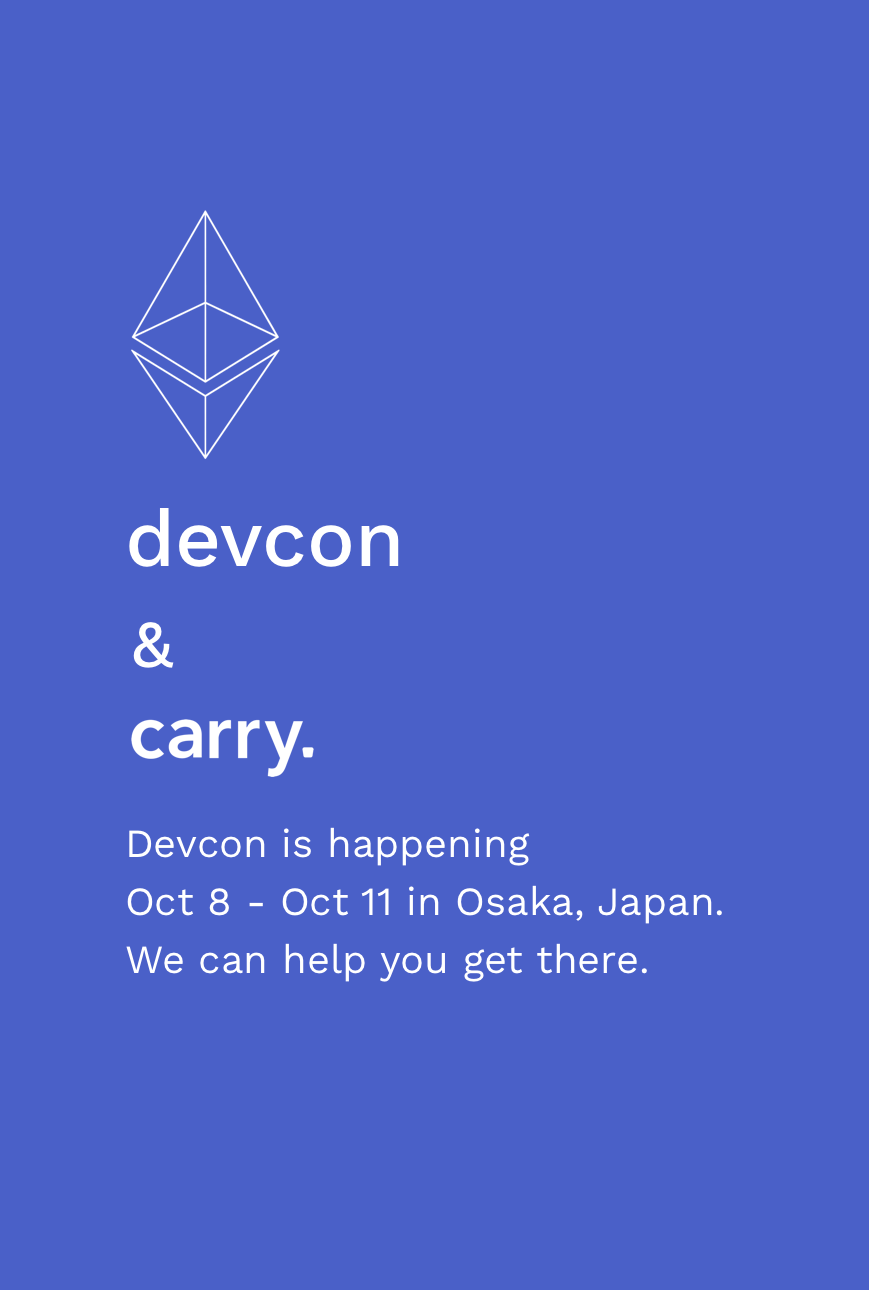 devcon
&
carry.
Devcon is happening
Oct 8 - Oct 11 in Osaka, Japan.
We can help you get there.